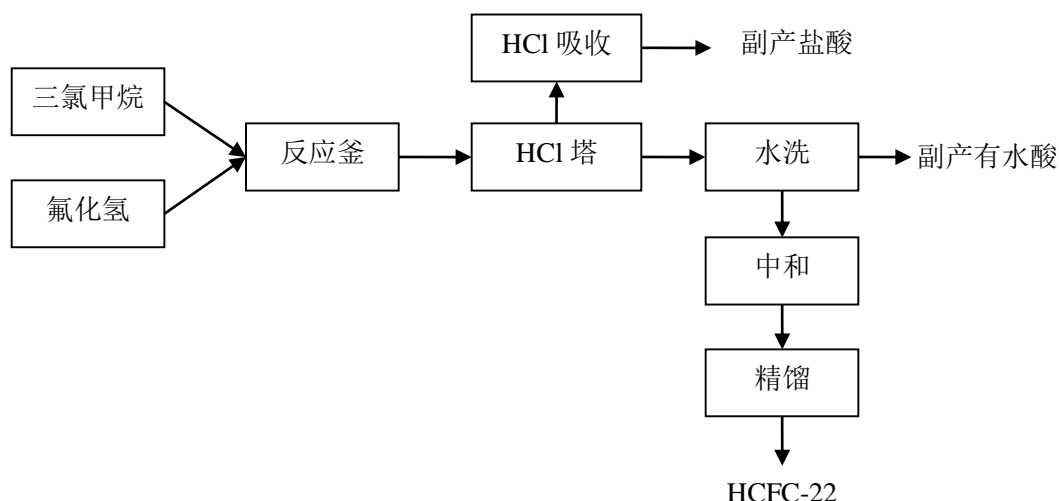 HCl 吸收
副产盐酸
三氯甲烷
反应釜
HCl 塔
水洗
副产有水酸
氟化氢
中和
精馏
HCFC-22